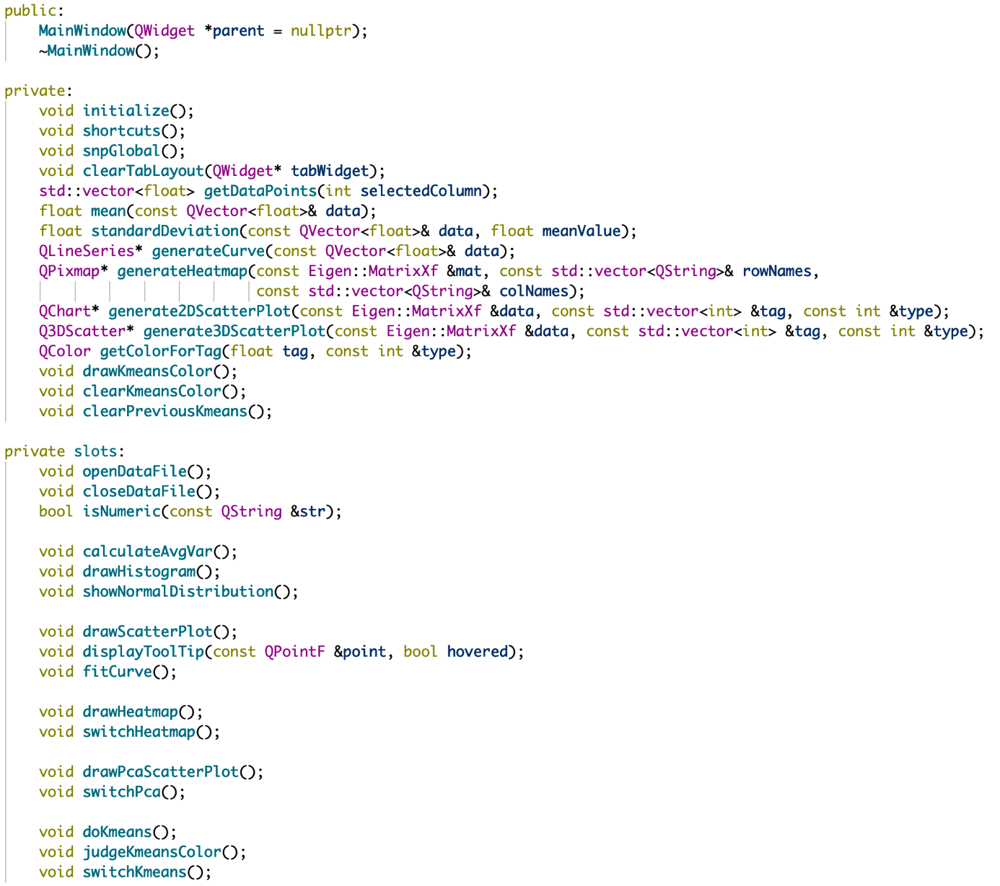 public:
    MainWindow(QWidget *parent = nullptr);
    ~MainWindow();

private:
    void initialize();
    void shortcuts();
    void snpGlobal();
    void clearTabLayout(QWidget* tabWidget);
    std::vector<float> getDataPoints(int selectedColumn);
    float mean(const QVector<float>& data);
    float standardDeviation(const QVector<float>& data, float meanValue);
    QLineSeries* generateCurve(const QVector<float>& data);
    QPixmap* generateHeatmap(const Eigen::MatrixXf &mat, const std::vector<QString>& rowNames,
                             const std::vector<QString>& colNames);
    QChart* generate2DScatterPlot(const Eigen::MatrixXf &data, const std::vector<int> &tag, const int &type);
    Q3DScatter* generate3DScatterPlot(const Eigen::MatrixXf &data, const std::vector<int> &tag, const int &type);
    QColor getColorForTag(float tag, const int &type);
    void drawKmeansColor();
    void clearKmeansColor();
    void clearPreviousKmeans();

private slots:
    void openDataFile();
    void closeDataFile();
    bool isNumeric(const QString &str);

    void calculateAvgVar();
    void drawHistogram();
    void showNormalDistribution();

    void drawScatterPlot();
    void displayToolTip(const QPointF &point, bool hovered);
    void fitCurve();

    void drawHeatmap();
    void switchHeatmap();

    void drawPcaScatterPlot();
    void switchPca();

    void doKmeans();
    void judgeKmeansColor();
    void switchKmeans();